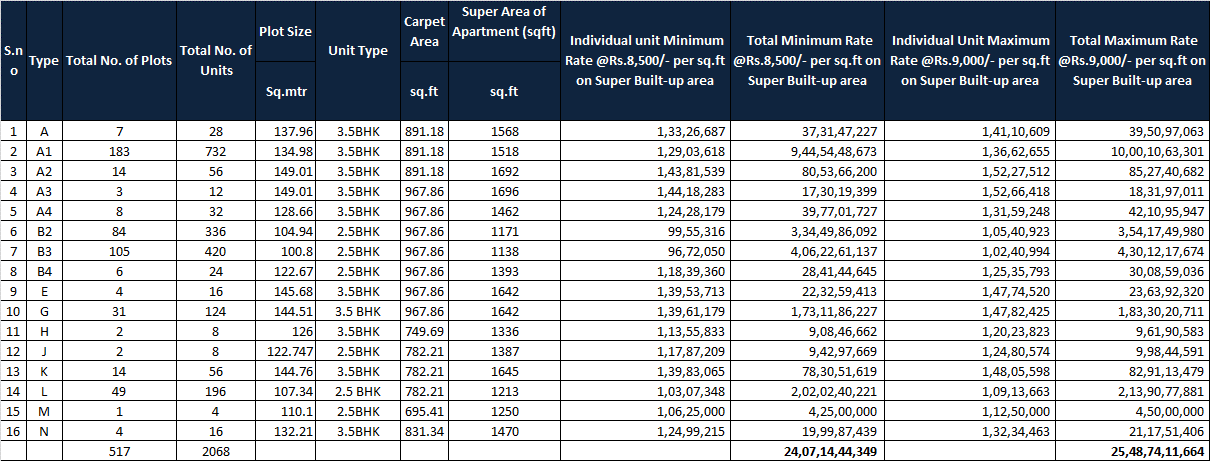 S.no Type Total No. of Plots Total No. of Units Plot Size Sq.mtr Unit Type Carpet Area sq.ft Super Area of Apartment (sqft) sq.ft Individual unit Minimum Rate @Rs.8,500/- per sq.ft on Super Built-up area Total Minimum Rate @Rs.8,500/- per sq.ft on Super Built-up area Individual Unit Maximum Rate @Rs.9,000/- per sq.ft on Super Built-up area Total Maximum Rate @Rs.9,000/- per sq.ft on Super Built-up area
1 A 7 28 137.96 3.5BHK 891.18 1568 1,33,26,687 37,31,47,227 1,41,10,609 39,50,97,063
2 A1 183 732 134.98 3.5BHK 891.18 1518 1,29,03,618 9,44,54,48,673 1,36,62,655 10,00,10,63,301
3 A2 14 56 149.01 3.5BHK 891.18 1692 1,43,81,539 80,53,66,200 1,52,27,512 85,27,40,682
4 A3 3 12 149.01 3.5BHK 967.86 1696 1,44,18,283 17,30,19,399 1,52,66,418 18,31,97,011
5 A4 8 32 128.66 3.5BHK 967.86 1462 1,24,28,179 39,77,01,727 1,31,59,248 42,10,95,947
6 B2 84 336 104.94 2.5BHK 967.86 1171 99,55,316 3,34,49,86,092 1,05,40,923 3,54,17,49,980
7 B3 105 420 100.8 2.5BHK 967.86 1138 96,72,050 4,06,22,61,137 1,02,40,994 4,30,12,17,674
8 B4 6 24 122.67 2.5BHK 967.86 1393 1,18,39,360 28,41,44,645 1,25,35,793 30,08,59,036
9 E 4 16 145.68 3.5BHK 967.86 1642 1,39,53,713 22,32,59,413 1,47,74,520 23,63,92,320
10 G 31 124 144.51 3.5 BHK 967.86 1642 1,39,61,179 1,73,11,86,227 1,47,82,425 1,83,30,20,711
11 H 2 8 126 3.5BHK 749.69 1336 1,13,55,833 9,08,46,662 1,20,23,823 9,61,90,583
12 J 2 8 122.747 2.5BHK 782.21 1387 1,17,87,209 9,42,97,669 1,24,80,574 9,98,44,591
13 K 14 56 144.76 3.5BHK 782.21 1645 1,39,83,065 78,30,51,619 1,48,05,598 82,91,13,479
14 L 49 196 107.34 2.5 BHK 782.21 1213 1,03,07,348 2,02,02,40,221 1,09,13,663 2,13,90,77,881
15 M 1 4 110.1 2.5BHK 695.41 1250 1,06,25,000 4,25,00,000 1,12,50,000 4,50,00,000
16 N 4 16 132.21 3.5BHK 831.34 1470 1,24,99,215 19,99,87,439 1,32,34,463 21,17,51,406
517 2068 24,07,14,44,349 25,48,74,11,664